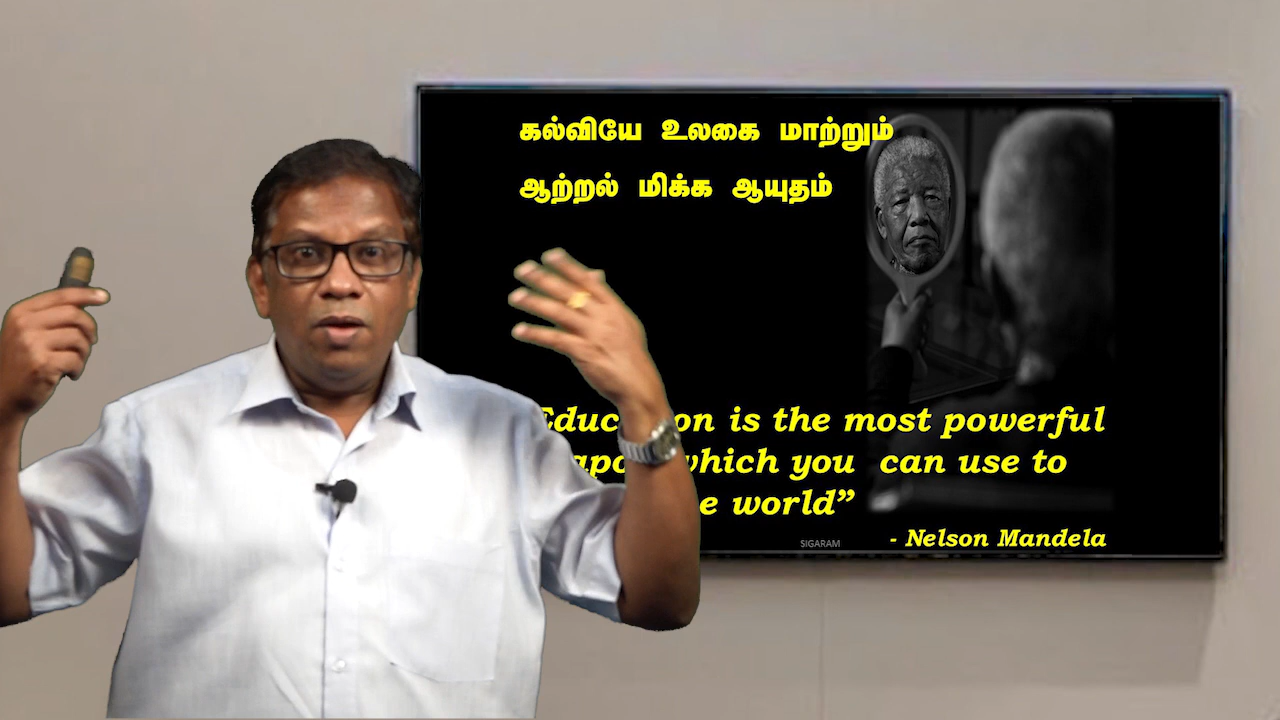 கல்வியே உலகை மாற்றும்
ஆற்றல் மிக்க ஆயுதம்
is the most powerful
which you can use to
world”
SIGARAM
- Nelson Mandela